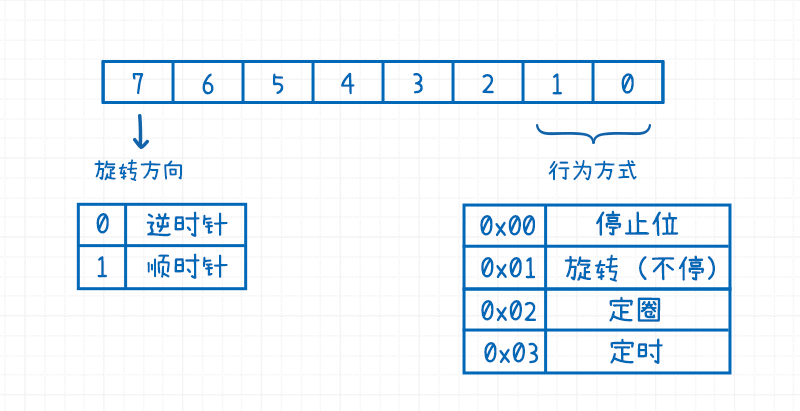 7 6 5 4 3 2 1 0
旋转方向
行为方式
0 逆时针
1 顺时针
0x00 停止位
0x01 旋转（不停）
0x02 定圈
0x03 定时